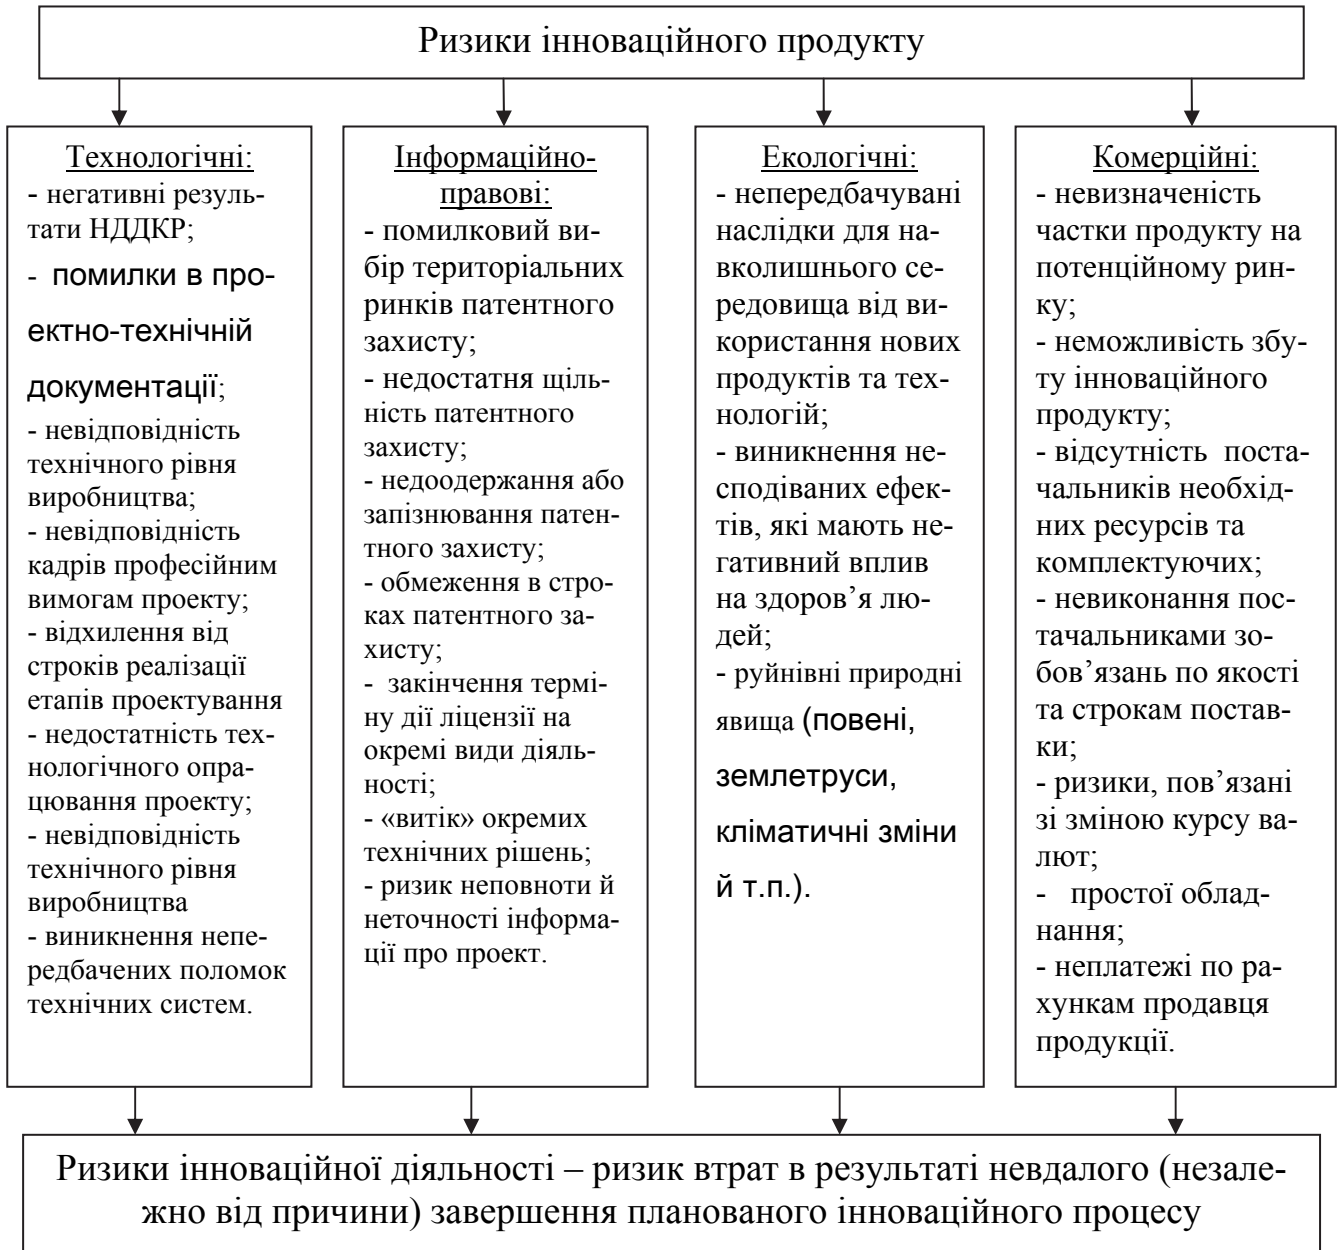 Ризики інноваційного продукту
Технологічні:
- негативні резуль-
тати НДДКР;
- помилки в про-
ектно-технічній
документації;
- невідповідність
технічного рівня
виробництва;
- невідповідність
кадрів професійним
вимогам проекту;
- відхилення від
строків реалізації
етапів проектування
- недостатність тех-
нологічного опра-
цювання проекту;
- невідповідність
технічного рівня
виробництва
- виникнення непе-
редбачених поломок
технічних систем.
Інформаційно-
правові:
- помилковий ви-
бір територіальних
ринків патентного
захисту;
- недостатня щіль-
ність патентного
захисту;
- недоодержання або
запізнювання патен-
тного захисту;
- обмеження в стро-
ках патентного за-
хисту;
- закінчення термі-
ну дії ліцензії на
окремі види діяль-
ності;
- «витік» окремих
технічних рішень;
- ризик неповноти й
неточності інформа-
ції про проект.
Екологічні:
- непередбачувані
наслідки для на-
вколишнього се-
редовища від ви-
користання нових
продуктів та тех-
нологій;
- виникнення не-
сподіваних ефек-
тів, які мають не-
гативний вплив
на здоров’я лю-
дей;
- руйнівні природні
явища (повені,
землетруси,
кліматичні зміни
й т.п.).
Комерційні:
- невизначеність
частки продукту на
потенційному рин-
ку;
- неможливість збу-
ту інноваційного
продукту;
- відсутність поста-
чальників необхід-
них ресурсів та
комплектуючих;
- невиконання пос-
тачальниками зо-
бов’язань по якості
та строкам постав-
ки;
- ризики, пов’язані
зі зміною курсу ва-
лют;
- простої облад-
нання;
- неплатежі по ра-
хункам продавця
продукції.
Ризики інноваційної діяльності – ризик втрат в результаті невдалого (незале-
жно від причини) завершення планованого інноваційного процесу